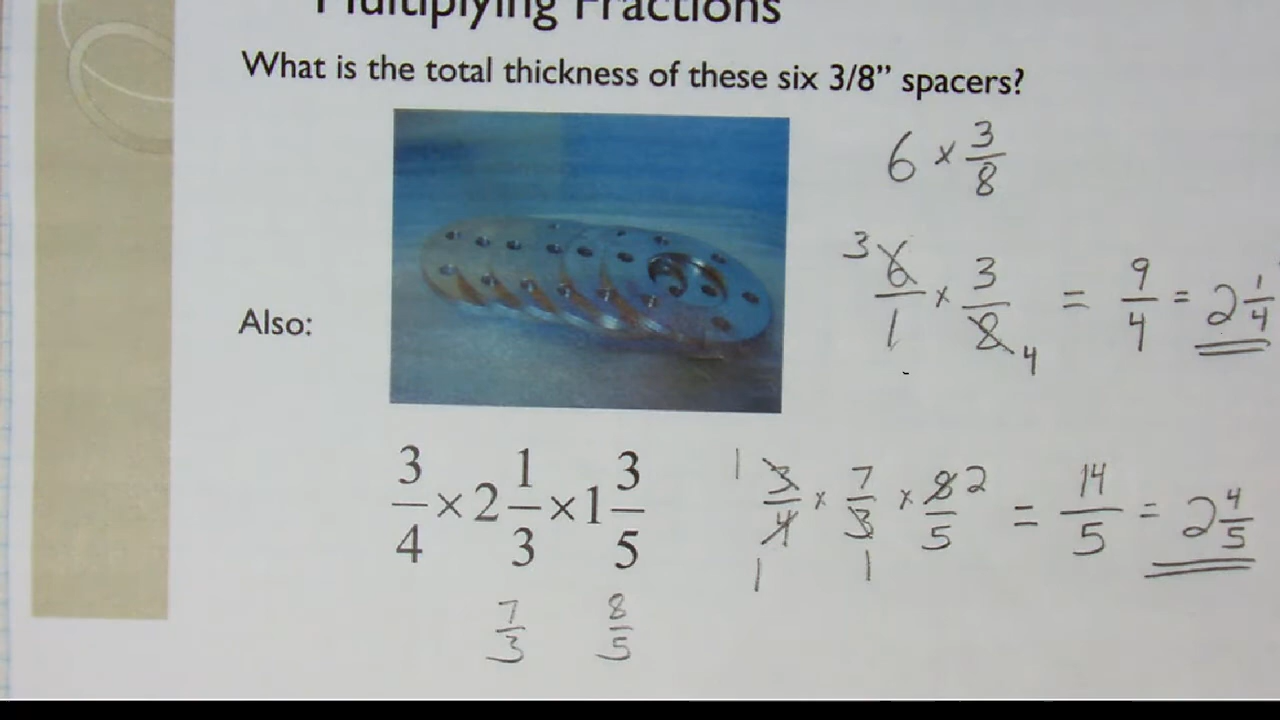 Multiplying Fractions
What is the total thickness of these six 3/8” spacers?
6 × 3/8
3 6/1 × 3/8 4 = 9/4 = 2 1/4
Also:
3/4 × 2 1/3 × 1 3/5
1 3/4 1 × 7/3 1 × 8/5 2 = 14/5 = 2 4/5
7/3 8/5